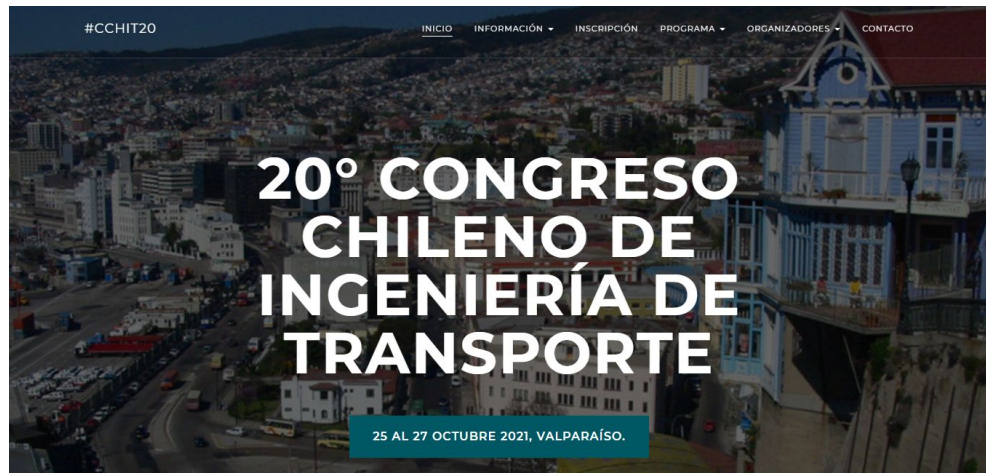 #CCHIT20
INICIO
INFORMACIÓN
INSCRIPCIÓN
PROGRAMA
ORGANIZADORES
CONTACTO
20° CONGRESO
CHILENO DE
INGENIERÍA DE
TRANSPORTE
25 AL 27 OCTUBRE 2021, VALPARAÍSO.